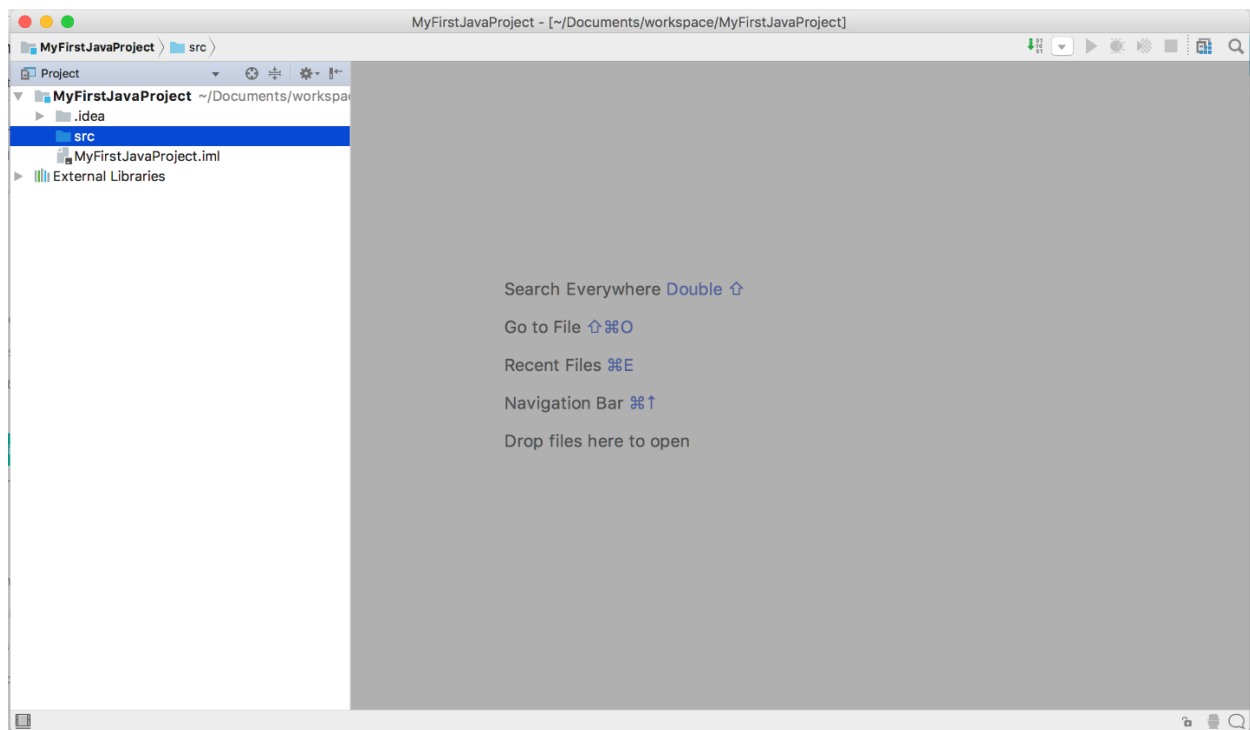 MyFirstJavaProject - [~/Documents/workspace/MyFirstJavaProject]
MyFirstJavaProject src
Project
MyFirstJavaProject ~/Documents/workspa
.idea
src
MyFirstJavaProject.iml
External Libraries
Search Everywhere Double ⇧
Go to File ⇧⌘O
Recent Files ⌘E
Navigation Bar ⌘↑
Drop files here to open